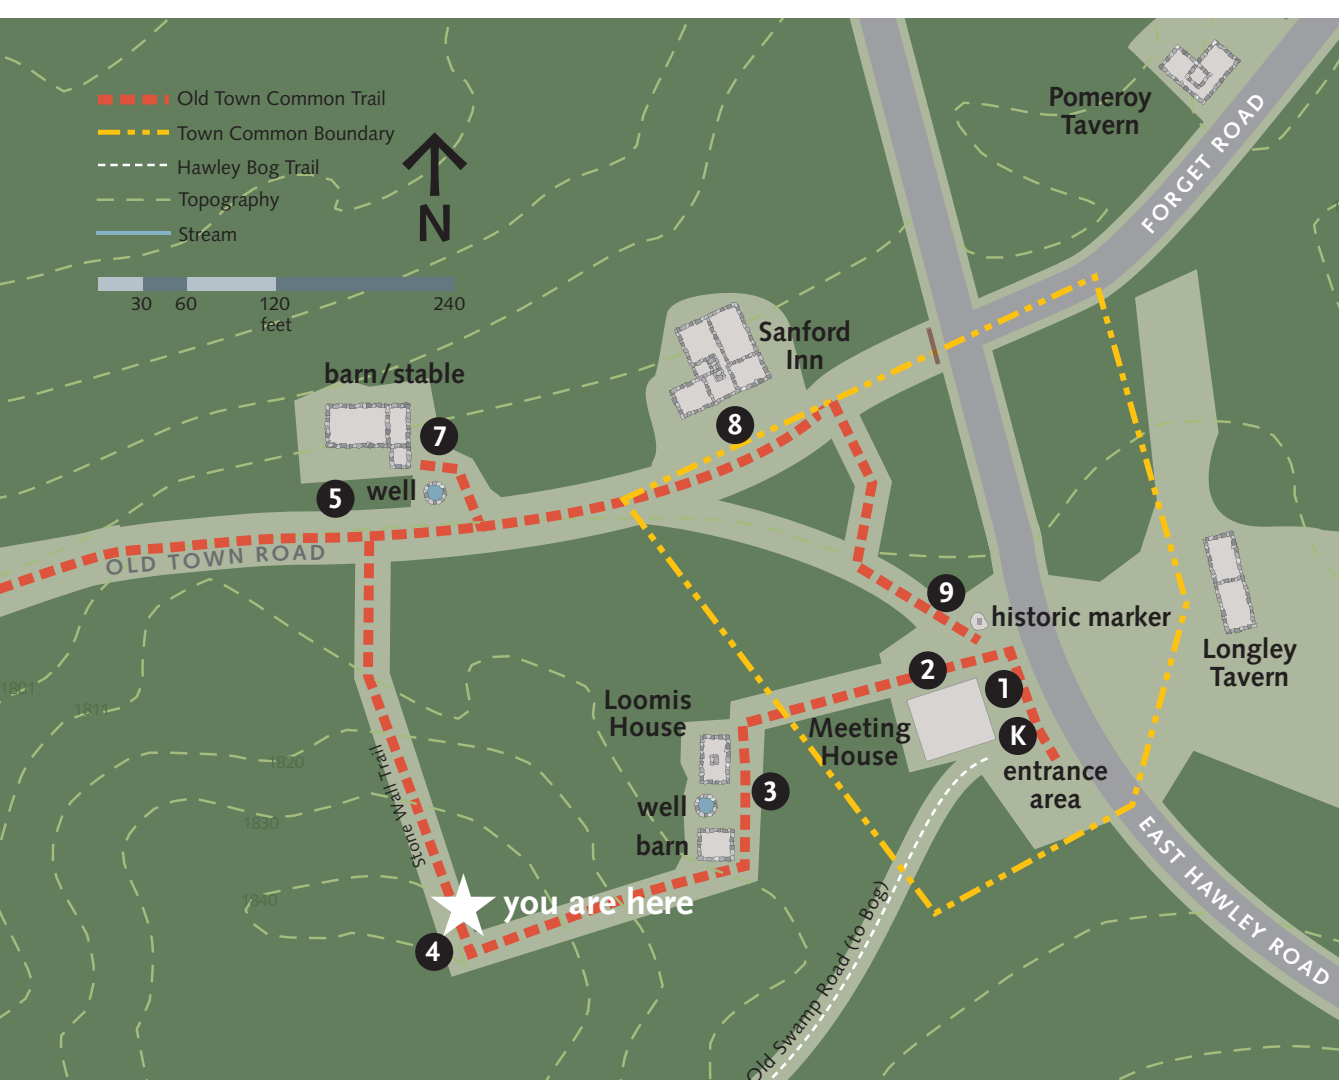 Old Town Common Trail
Town Common Boundary
Hawley Bog Trail
Topography
Stream
N
30 60 120 240
feet
Pomeroy
Tavern
FORGET ROAD
Sanford
Inn
barn/stable
7
8
5
well
OLD TOWN ROAD
9
historic marker
Longley
Tavern
2
1
K
entrance
area
Meeting
House
Loomis
House
3
well
barn
1801
1811
1820
1830
1840
Stone Wall Trail
you are here
4
Old Swamp Road (to Bog)
EAST HAWLEY ROAD